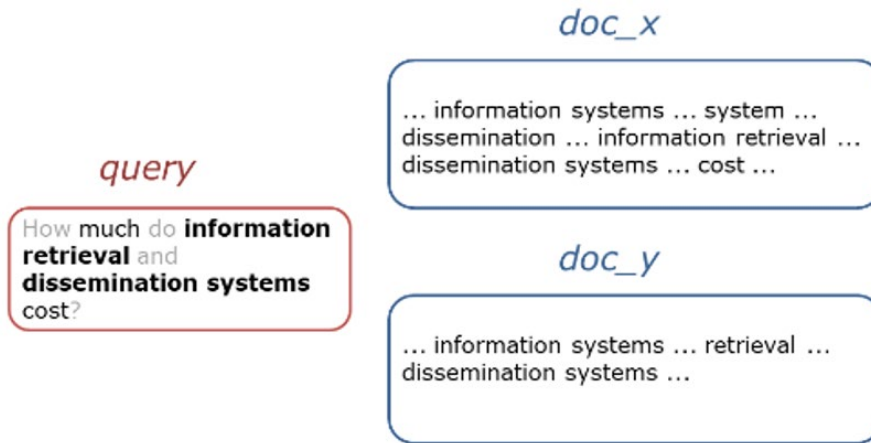 query
How much do information
retrieval and
dissemination systems
cost?
doc_x
... information systems ... system ...
dissemination ... information retrieval ...
dissemination systems ... cost ...
doc_y
... information systems ... retrieval ...
dissemination systems ...